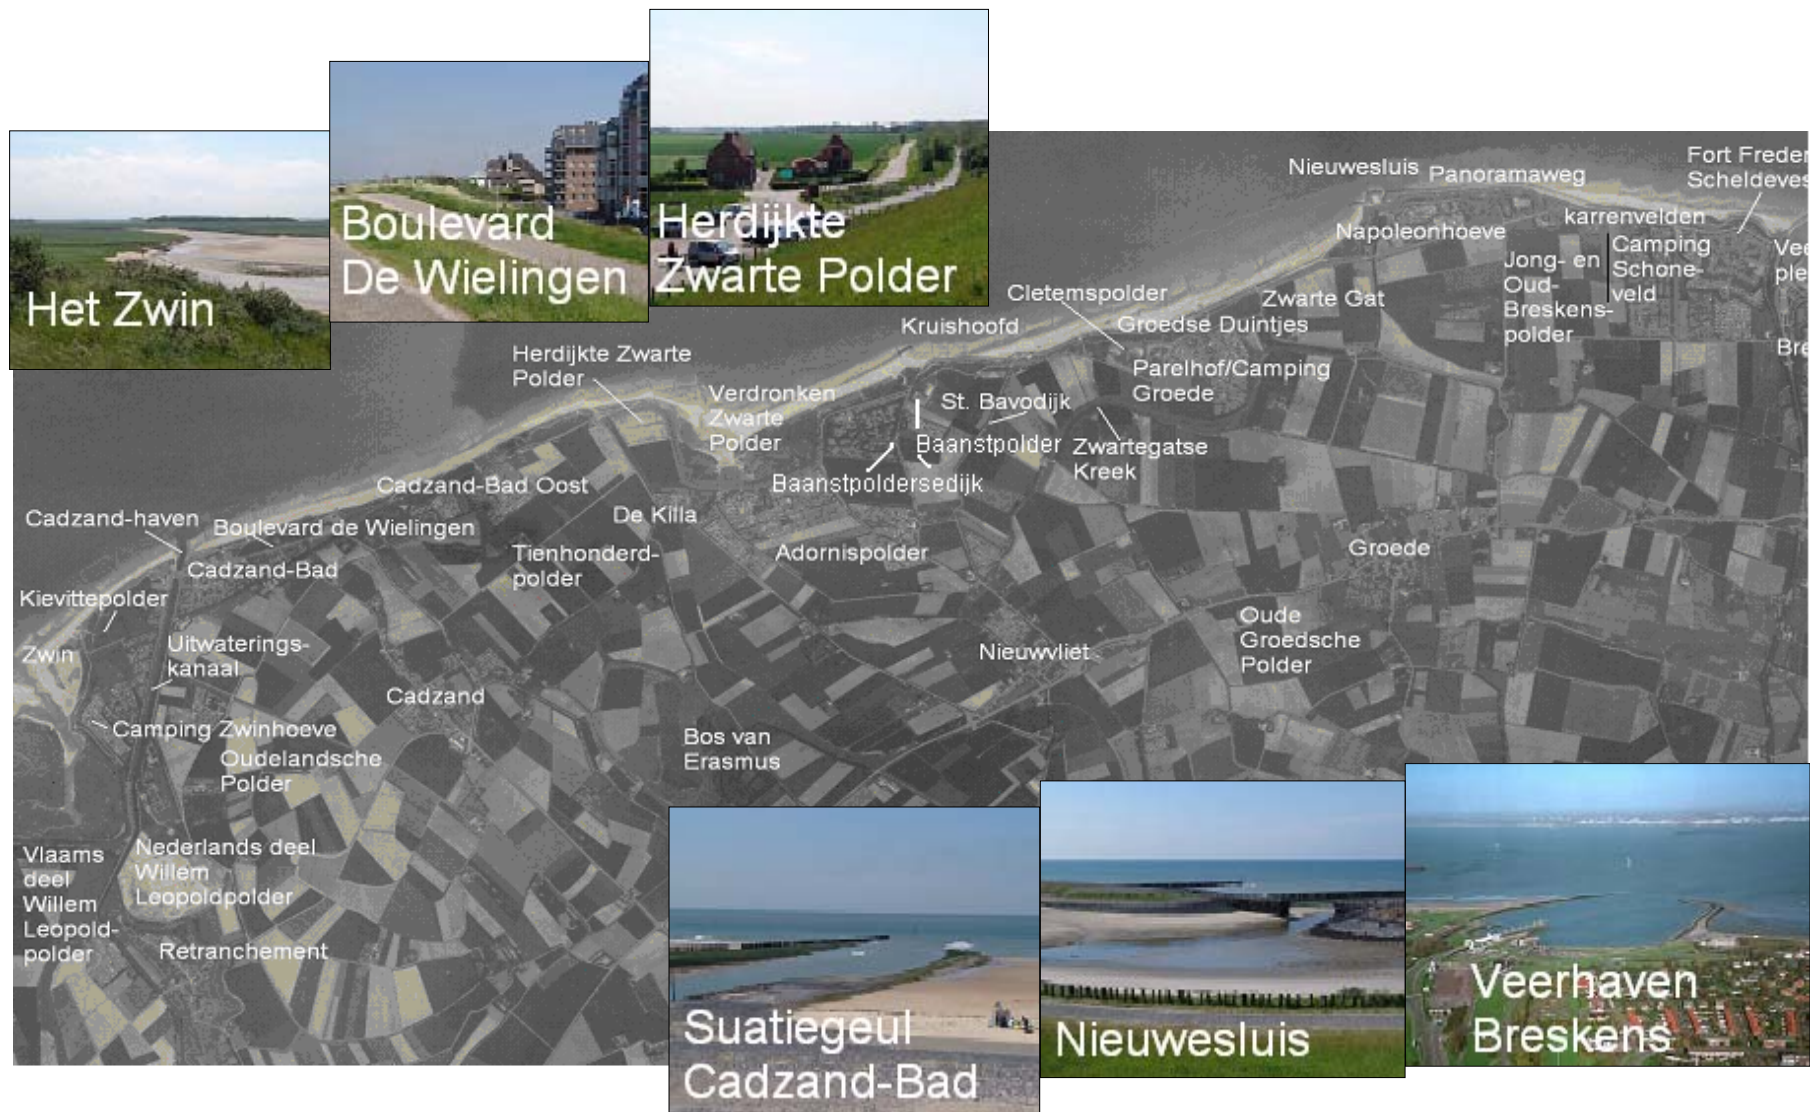 Het Zwin
Boulevard
De Wielingen
Herdijkte
Zwarte Polder
Nieuwesluis
Panoramaweg
Fort Freder
Scheldeves
karrenvelden
Napoleonhoeve
Camping
Schone-
veld
Jong- en
Oud-
Breskens-
polder
Vee
ple
Bre
Cletemspolder
Zwarte Gat
Groedse Duintjes
Kruishoofd
Parelhof/Camping
Groede
Herdijkte Zwarte
Polder
Verdronken
Zwarte
Polder
St. Bavodijk
Baanstpolder
Zwartegatse
Kreek
Baanstpoldersedijk
Cadzand-Bad Oost
De Killa
Cadzand-haven
Boulevard de Wielingen
Cadzand-Bad
Tienhonderd-
polder
Adornispolder
Groede
Kievittepolder
Oude
Groedsche
Polder
Uitwaterings-
kanaal
Zwin
Nieuwvliet
Cadzand
Camping Zwinhoeve
Oudelandsche
Polder
Bos van
Erasmus
Vlaams
deel
Willem
Leopold-
polder
Nederlands deel
Willem
Leopoldpolder
Retranchement
Suatiegeul
Cadzand-Bad
Nieuwesluis
Veerhaven
Breskens